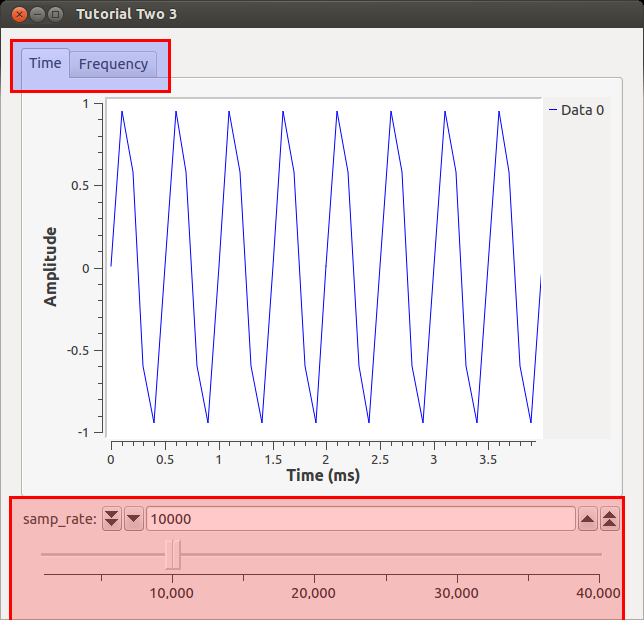 Tutorial Two 3
Time Frequency
Data 0
Amplitude
1
0.5
0
-0.5
-1
0 0.5 1 1.5 2 2.5 3 3.5
Time (ms)
samp_rate: 10000
10,000 20,000 30,000 40,000